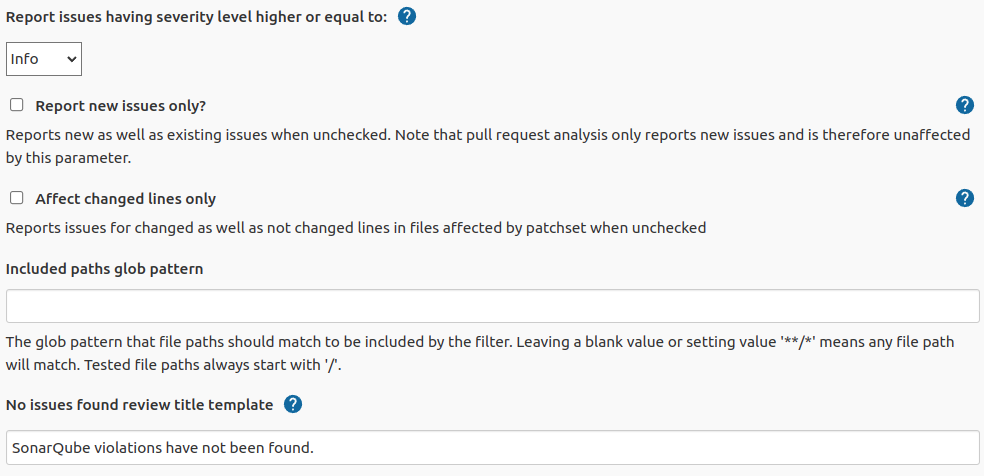 Report issues having severity level higher or equal to: ?
Info
Report new issues only? ?
Reports new as well as existing issues when unchecked. Note that pull request analysis only reports new issues and is therefore unaffected
by this parameter.
Affect changed lines only ?
Reports issues for changed as well as not changed lines in files affected by patchset when unchecked
Included paths glob pattern
The glob pattern that file paths should match to be included by the filter. Leaving a blank value or setting value '**/*' means any file path
will match. Tested file paths always start with '/'.
No issues found review title template ?
SonarQube violations have not been found.